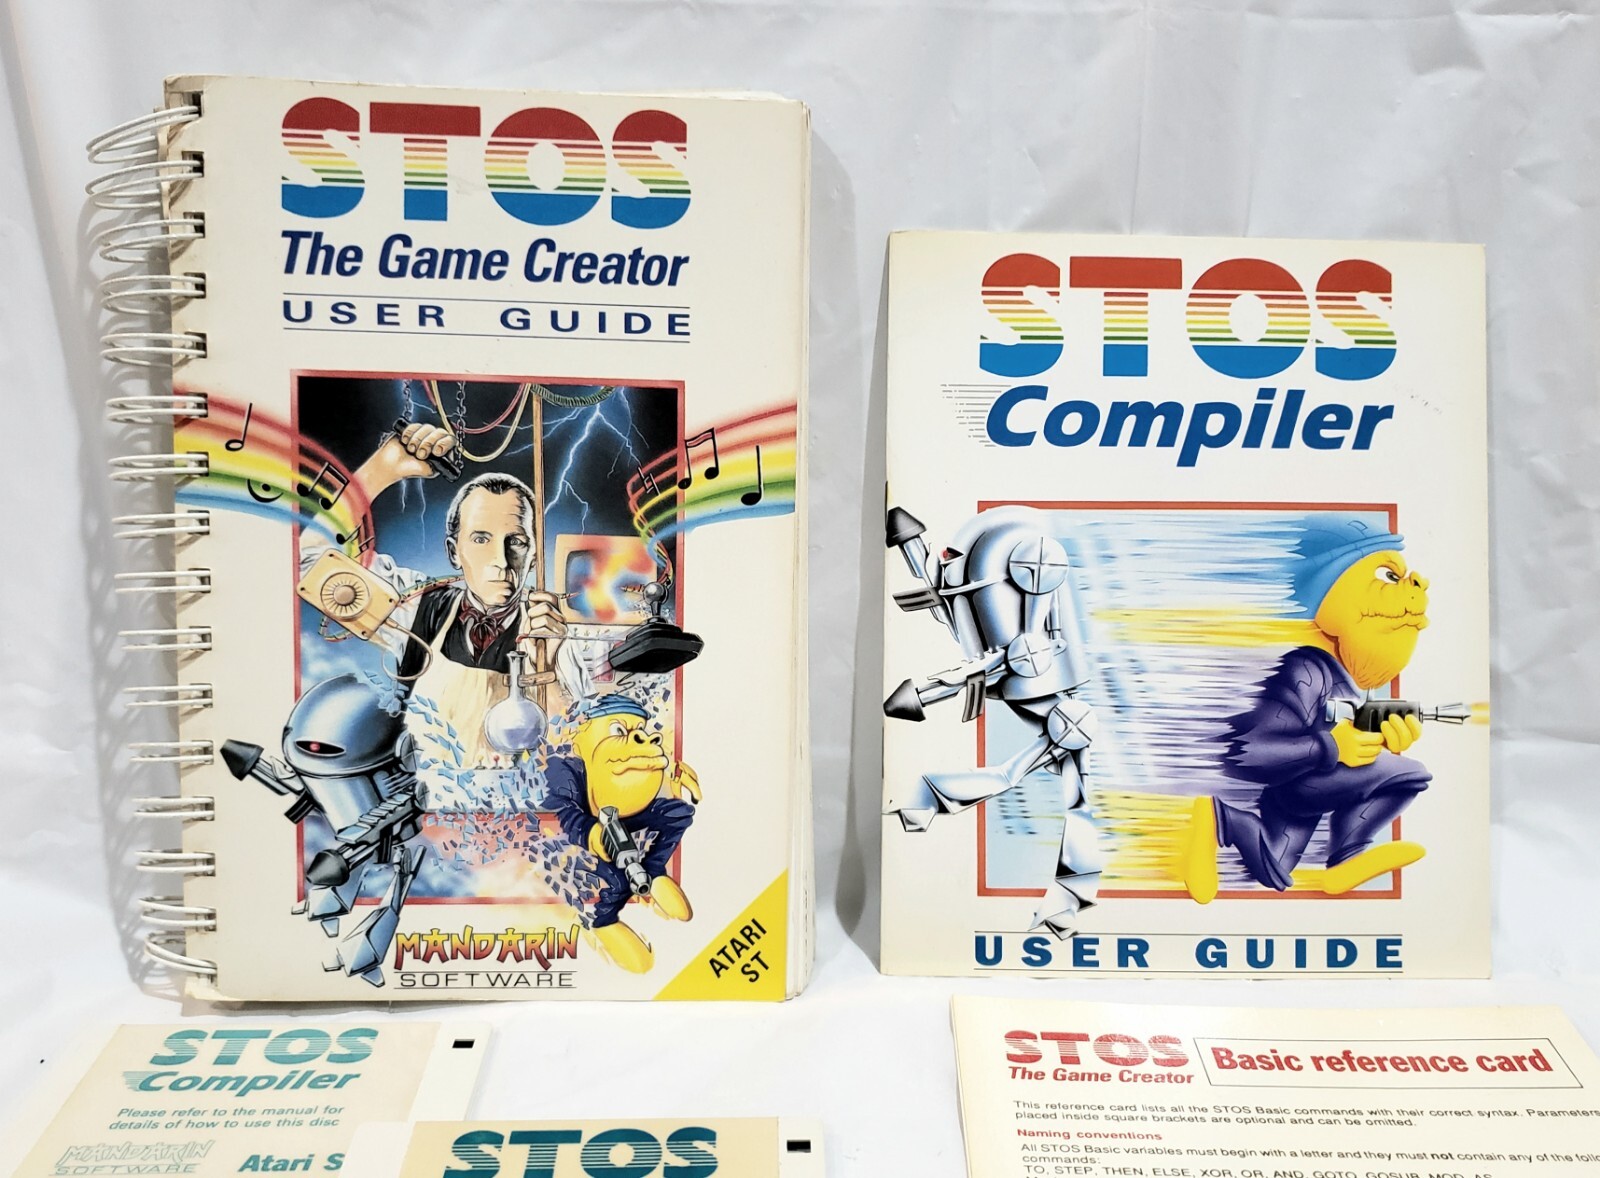 STOS
The Game Creator
USER GUIDE
MANDARIN
SOFTWARE
ATARI
ST
STOS
Compiler
USER GUIDE
STOS
Compiler
Please refer to the manual for
details of how to use this disc
MANDARIN
SOFTWARE
Atari S
STOS
STOS
The Game Creator
Basic reference card
This reference card lists all the STOS Basic commands with their correct syntax. Parameters
placed inside square brackets are optional and can be omitted.
Naming conventions
All STOS Basic variables must begin with a letter and they must not contain any of the follo
commands:
TO, STEP, THEN, ELSE, XOR, OR, AND, GOTO, GOSUB, MOD, AS